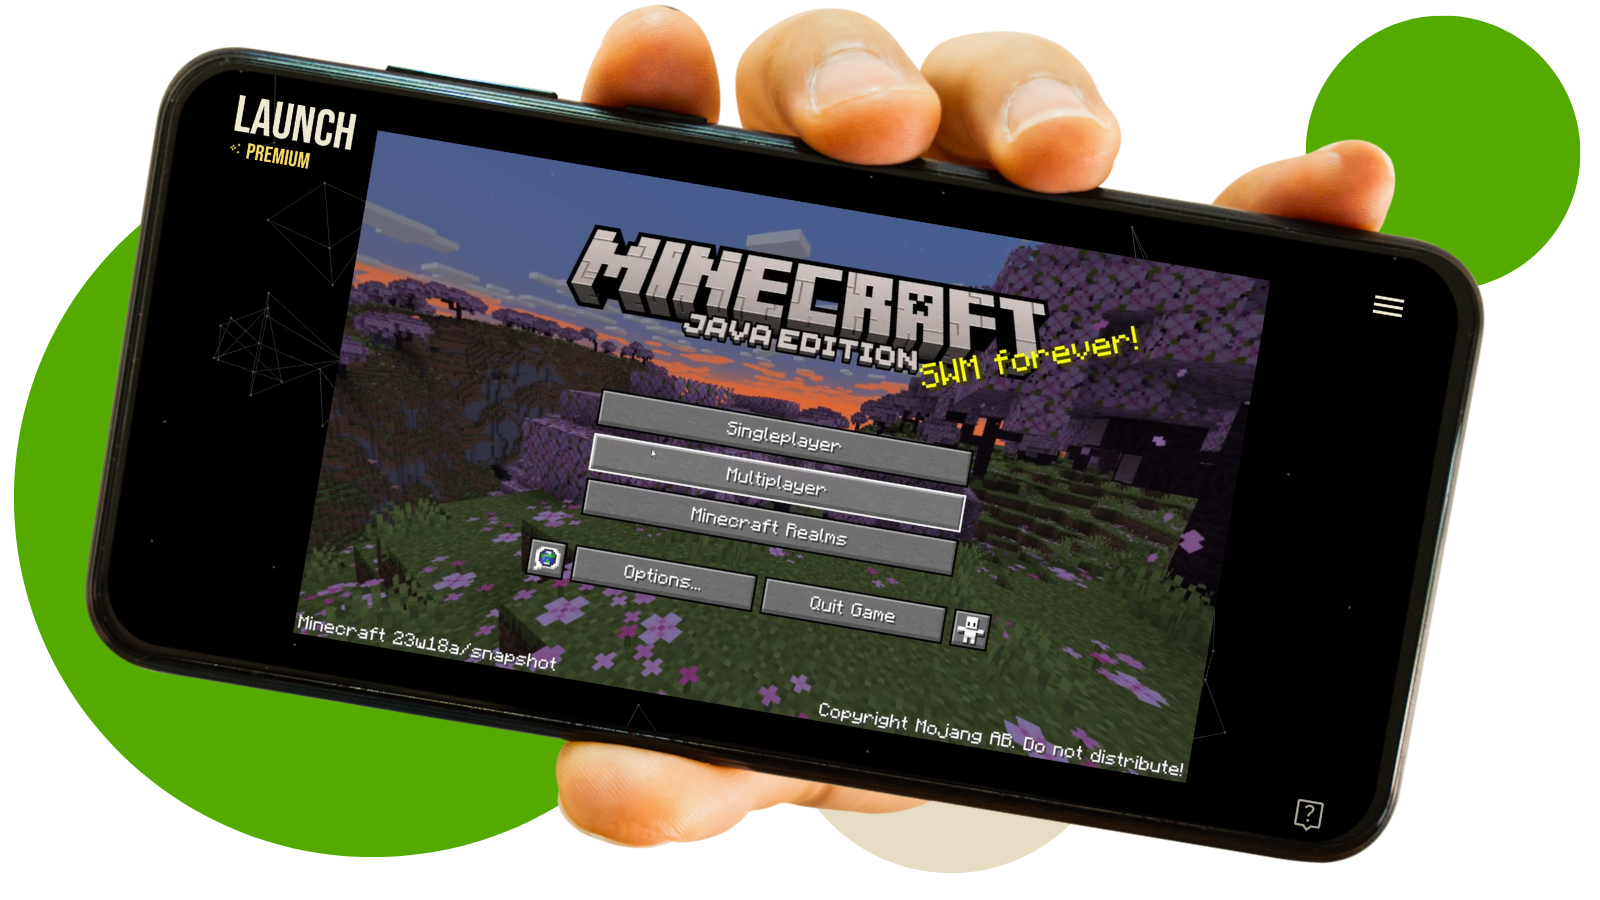 LAUNCH
PREMIUM
MINECRAFT
JAVA EDITION
SWM forever!
Singleplayer
Multiplayer
Minecraft Realms
Options...
Quit Game
Minecraft 23w18a/snapshot
Copyright Mojang AB. Do not distribute!
?